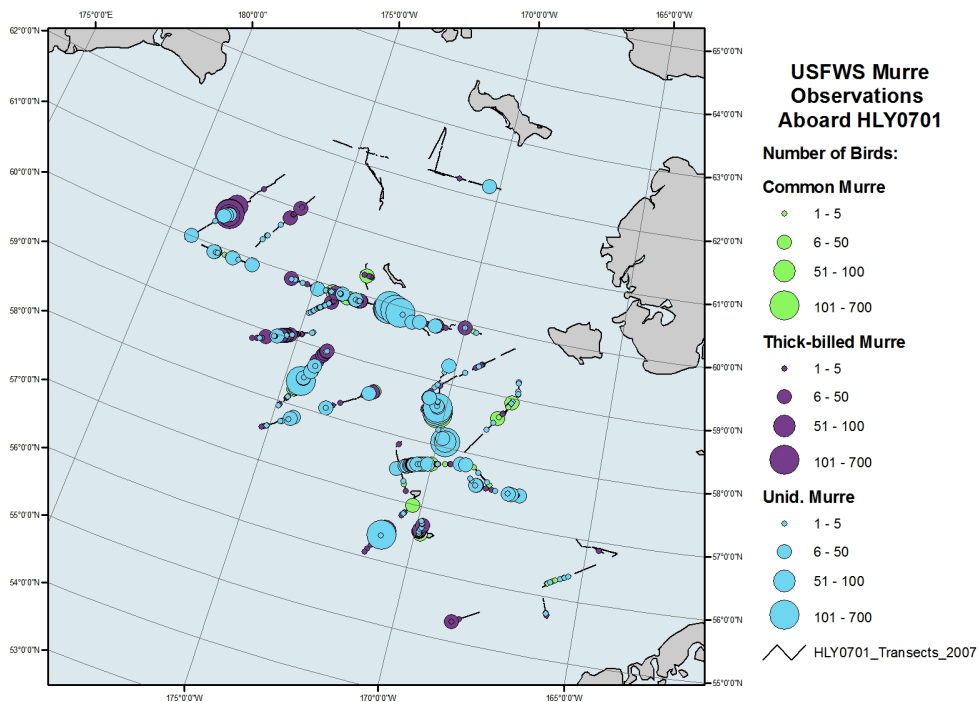 175°0'0"E
180°0'0"
175°0'0"W
170°0'0"W
165°0'0"W
62°0'0"N
61°0'0"N
60°0'0"N
59°0'0"N
58°0'0"N
57°0'0"N
56°0'0"N
55°0'0"N
54°0'0"N
53°0'0"N
65°0'0"N
64°0'0"N
63°0'0"N
62°0'0"N
61°0'0"N
60°0'0"N
59°0'0"N
58°0'0"N
57°0'0"N
56°0'0"N
55°0'0"N
175°0'0"W
170°0'0"W
165°0'0"W
USFWS Murre
Observations
Aboard HLY0701
Number of Birds:
Common Murre
1 - 5
6 - 50
51 - 100
101 - 700
Thick-billed Murre
1 - 5
6 - 50
51 - 100
101 - 700
Unid. Murre
1 - 5
6 - 50
51 - 100
101 - 700
HLY0701_Transects_2007